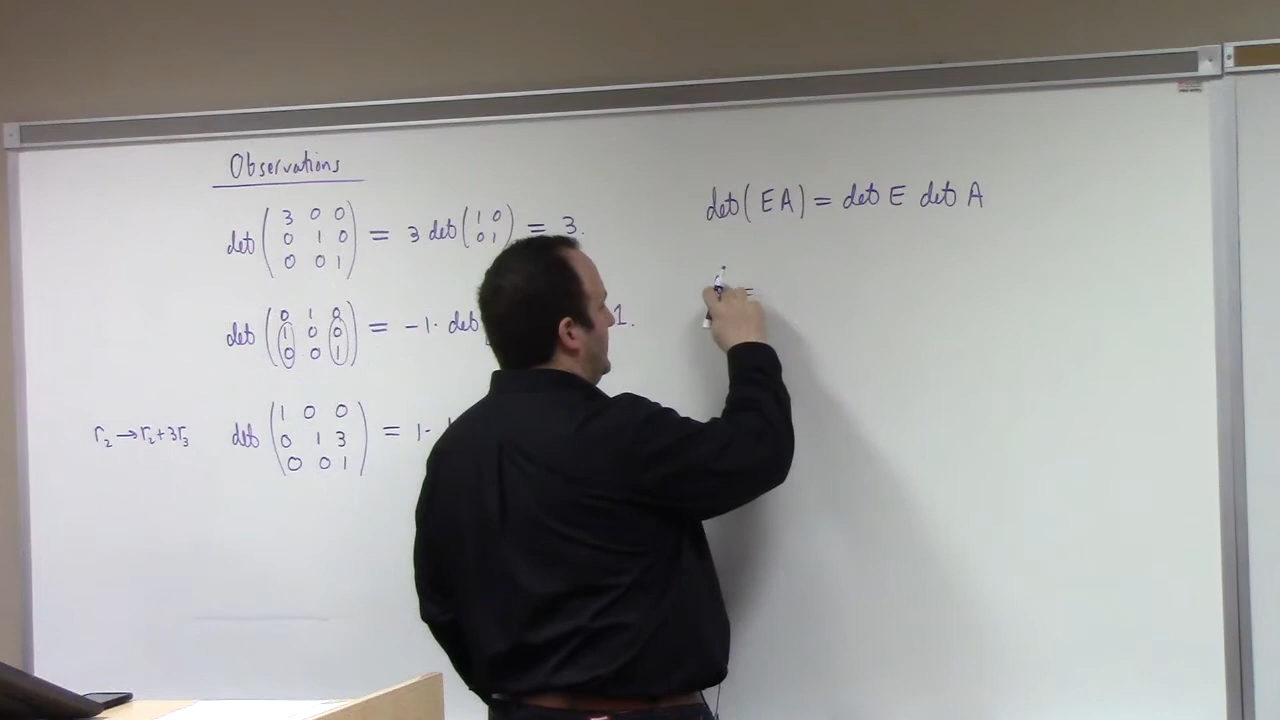 Observations
det ( 3 0 0 ; 0 1 0 ; 0 0 1 ) = 3 det ( 1 0 ; 0 1 ) = 3.
det ( 0 1 0 ; 1 0 0 ; 0 0 1 ) = -1 · det 1.
r₂ → r₂ + 3r₃ det ( 1 0 0 ; 0 1 3 ; 0 0 1 ) = 1 ·
det ( E A ) = det E det A
=